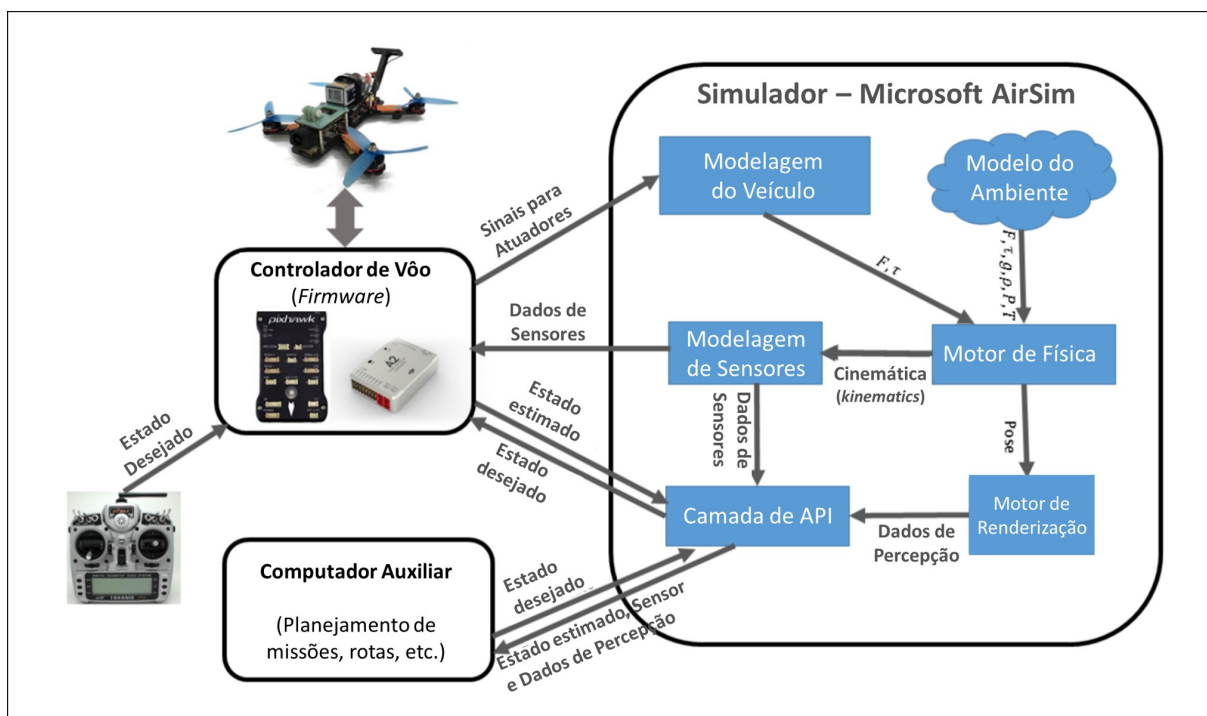 Simulador – Microsoft AirSim
Modelagem
do Veículo
Modelo do
Ambiente
Sinais para
Atuadores
F, τ
F, τ, g, ρ, P, T
Controlador de Vôo
(Firmware)
pixhawk
A2
Dados de
Sensores
Modelagem
de Sensores
Cinemática
(kinematics)
Motor de Física
Estado
Desejado
Estado
estimado
Estado
desejado
Dados de
Sensores
Pose
Camada de API
Dados de
Percepção
Motor de
Renderização
TARANIS
Computador Auxiliar
(Planejamento de
missões, rotas, etc.)
Estado
desejado
Estado estimado, Sensor
e Dados de Percepção